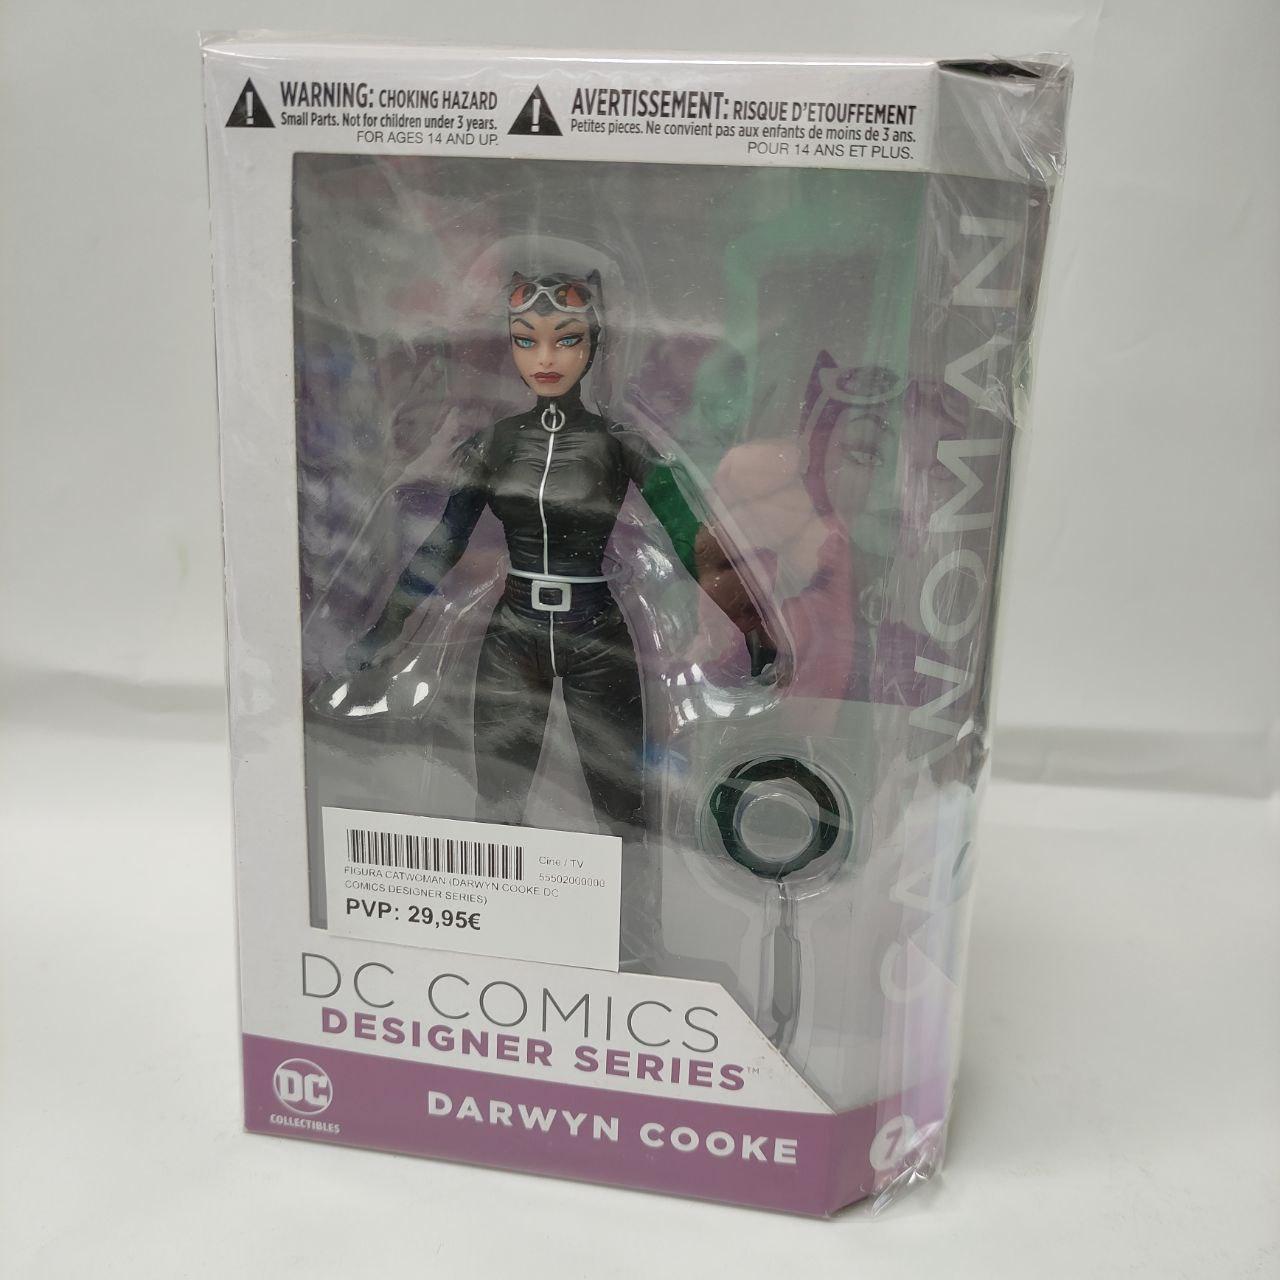 WARNING: CHOKING HAZARD
Small Parts. Not for children under 3 years.
FOR AGES 14 AND UP.
AVERTISSEMENT: RISQUE D'ETOUFFEMENT
Petites pieces. Ne convient pas aux enfants de moins de 3 ans.
POUR 14 ANS ET PLUS.
CATWOMAN
Cine / TV
55502000000
FIGURA CATWOMAN (DARWYN COOKE DC
COMICS DESIGNER SERIES)
PVP: 29,95€
DC COMICS
DESIGNER SERIES™
DC
COLLECTIBLES
DARWYN COOKE
7